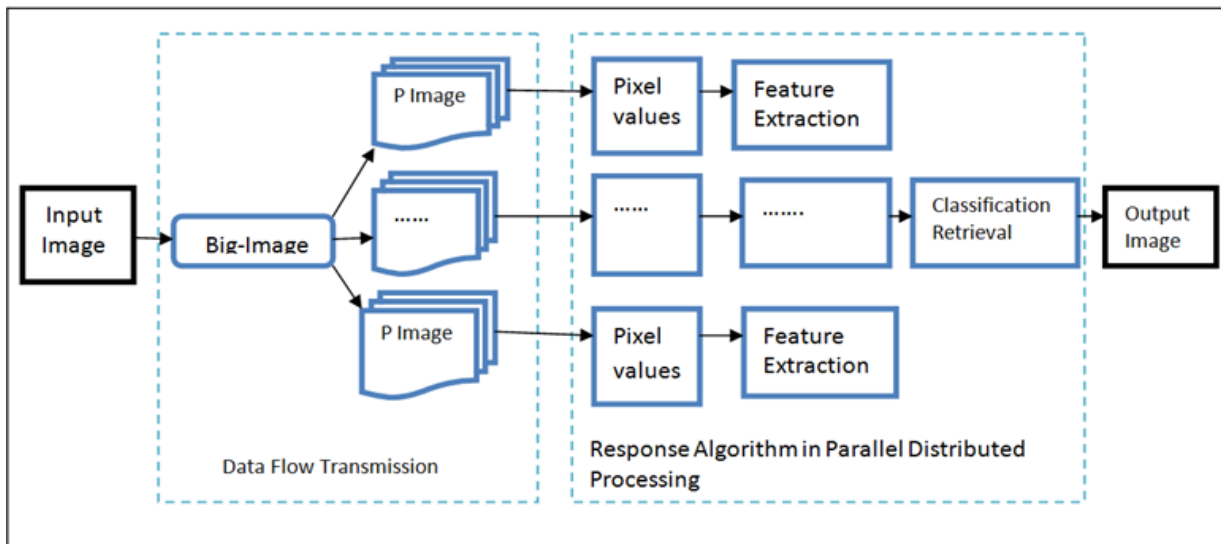 Input
Image
Big-Image
P Image
……
P Image
Data Flow Transmission
Pixel
values
Feature
Extraction
……
…….
Classification
Retrieval
Pixel
values
Feature
Extraction
Response Algorithm in Parallel Distributed
Processing
Output
Image